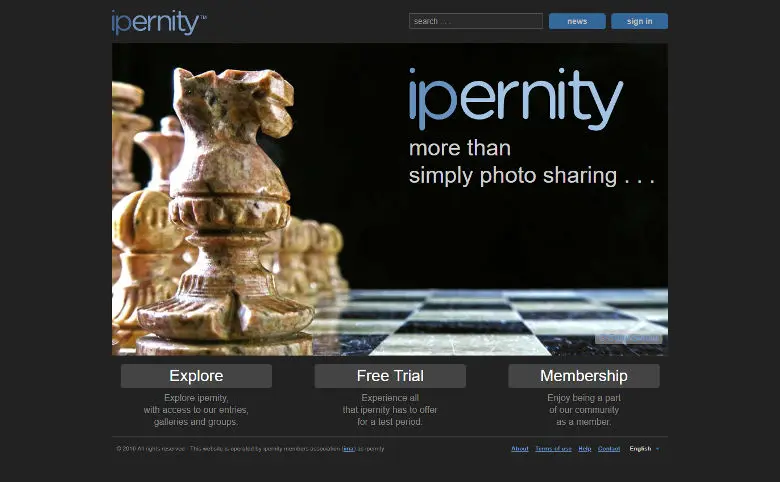 ipernity™
search ... .
news
sign in
ipernity
more than
simply photo sharing . . .
Explore
Free Trial
Membership
Explore ipernity,
with access to our entries,
galleries and groups.
Experience all
that ipernity has to offer
for a test period.
Enjoy being a part
of our community
as a member.
All rights reserved - This website is operated by ipernity members association (ima) as ipernity
About Terms of use Help Contact English